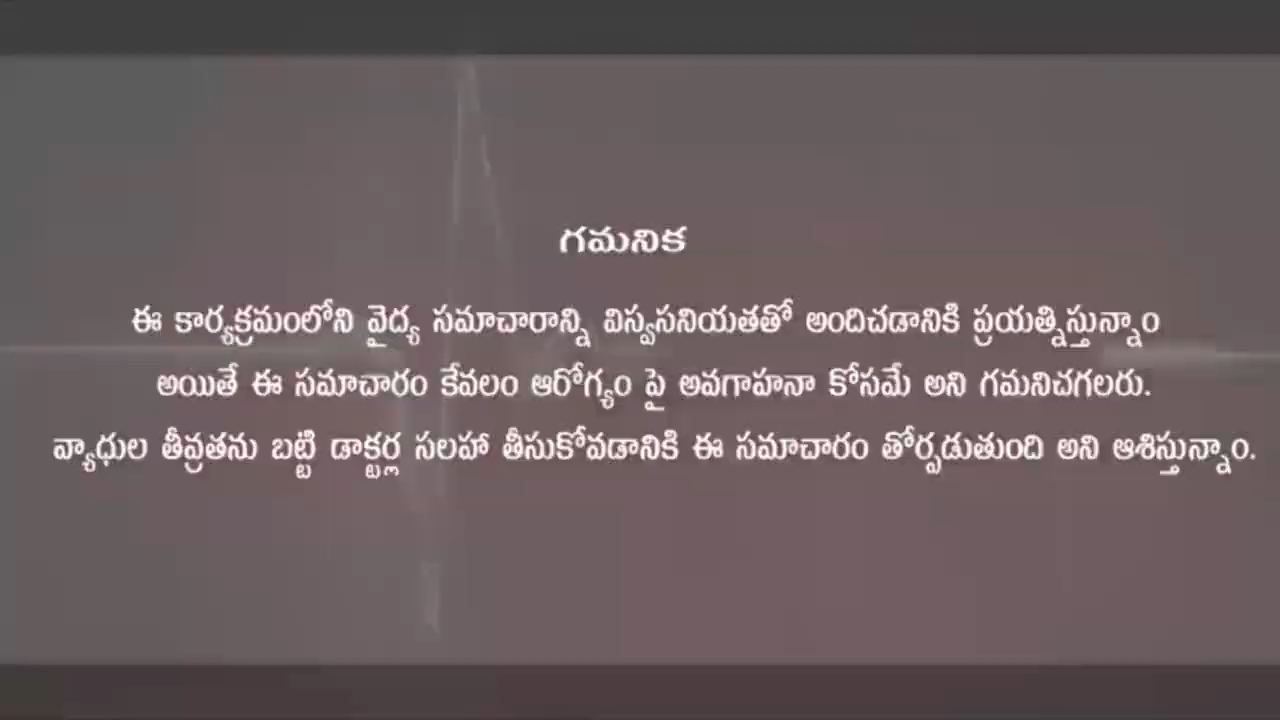 గమనిక
ఈ కార్యక్రమంలోని వైద్య సమాచారాన్ని విస్వసనియతతో అందిచడానికి ప్రయత్నిస్తున్నాం
అయితే ఈ సమాచారం కేవలం ఆరోగ్యం పై అవగాహనా కోసమే అని గమనిచగలరు.
వ్యాధుల తీవ్రతను బట్టి డాక్టర్ల సలహా తీసుకోవడానికి ఈ సమాచారం తోర్పడుతుంది అని ఆశిస్తున్నాం.